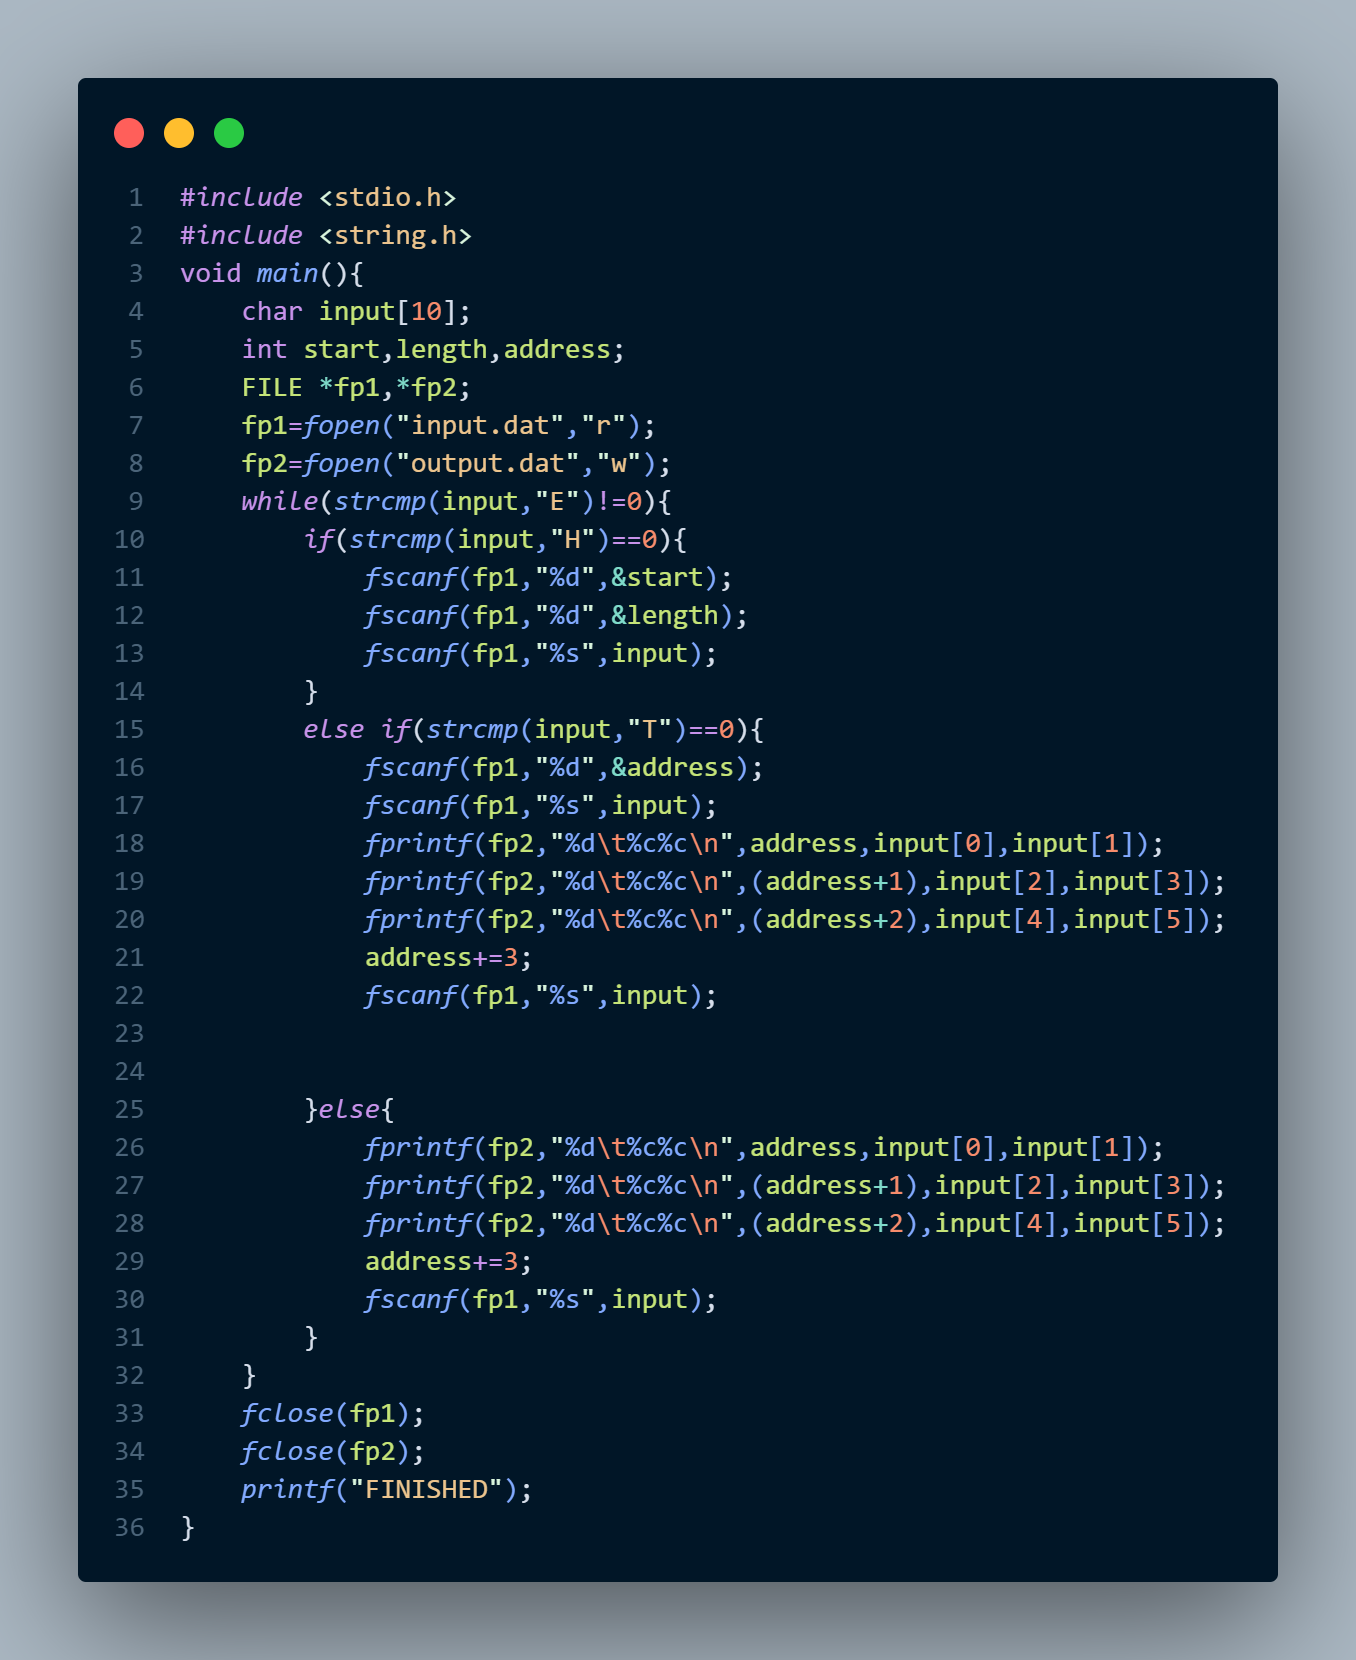 1 #include <stdio.h>
2 #include <string.h>
3 void main(){
4     char input[10];
5     int start,length,address;
6     FILE *fp1,*fp2;
7     fp1=fopen("input.dat","r");
8     fp2=fopen("output.dat","w");
9     while(strcmp(input,"E")!=0){
10         if(strcmp(input,"H")==0){
11             fscanf(fp1,"%d",&start);
12             fscanf(fp1,"%d",&length);
13             fscanf(fp1,"%s",input);
14         }
15         else if(strcmp(input,"T")==0){
16             fscanf(fp1,"%d",&address);
17             fscanf(fp1,"%s",input);
18             fprintf(fp2,"%d\t%c%c\n",address,input[0],input[1]);
19             fprintf(fp2,"%d\t%c%c\n",(address+1),input[2],input[3]);
20             fprintf(fp2,"%d\t%c%c\n",(address+2),input[4],input[5]);
21             address+=3;
22             fscanf(fp1,"%s",input);
23
24
25         }else{
26             fprintf(fp2,"%d\t%c%c\n",address,input[0],input[1]);
27             fprintf(fp2,"%d\t%c%c\n",(address+1),input[2],input[3]);
28             fprintf(fp2,"%d\t%c%c\n",(address+2),input[4],input[5]);
29             address+=3;
30             fscanf(fp1,"%s",input);
31         }
32     }
33     fclose(fp1);
34     fclose(fp2);
35     printf("FINISHED");
36 }